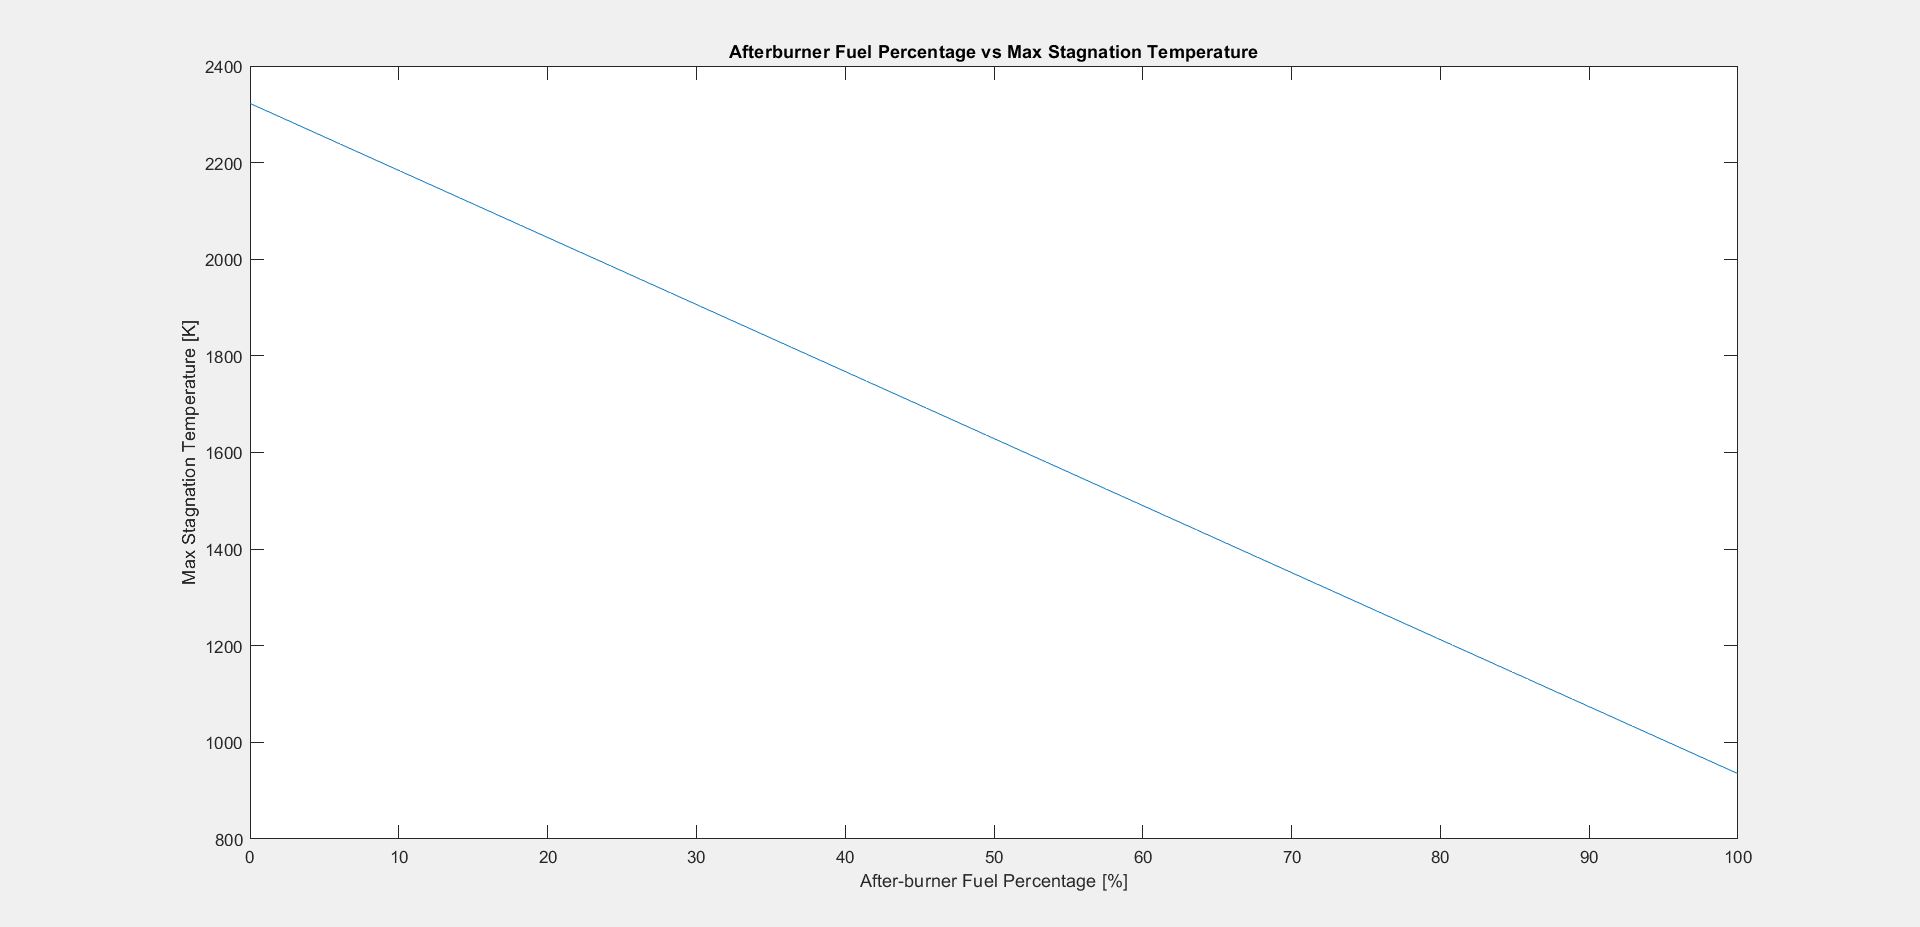 Afterburner Fuel Percentage vs Max Stagnation Temperature
2400
2200
2000
1800
1600
1400
1200
1000
800
Max Stagnation Temperature [K]
0 10 20 30 40 50 60 70 80 90 100
After-burner Fuel Percentage [%]